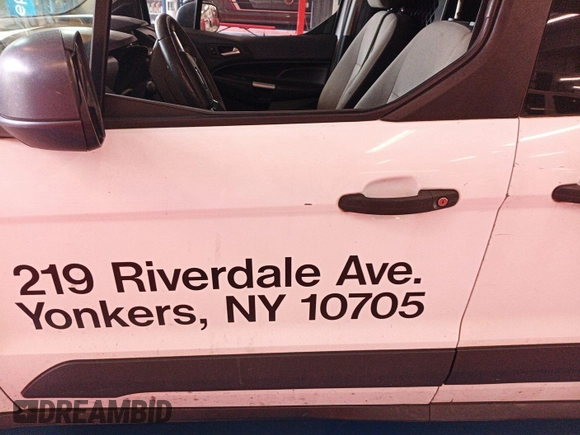 219 Riverdale Ave.
Yonkers, NY 10705
DREAMBID